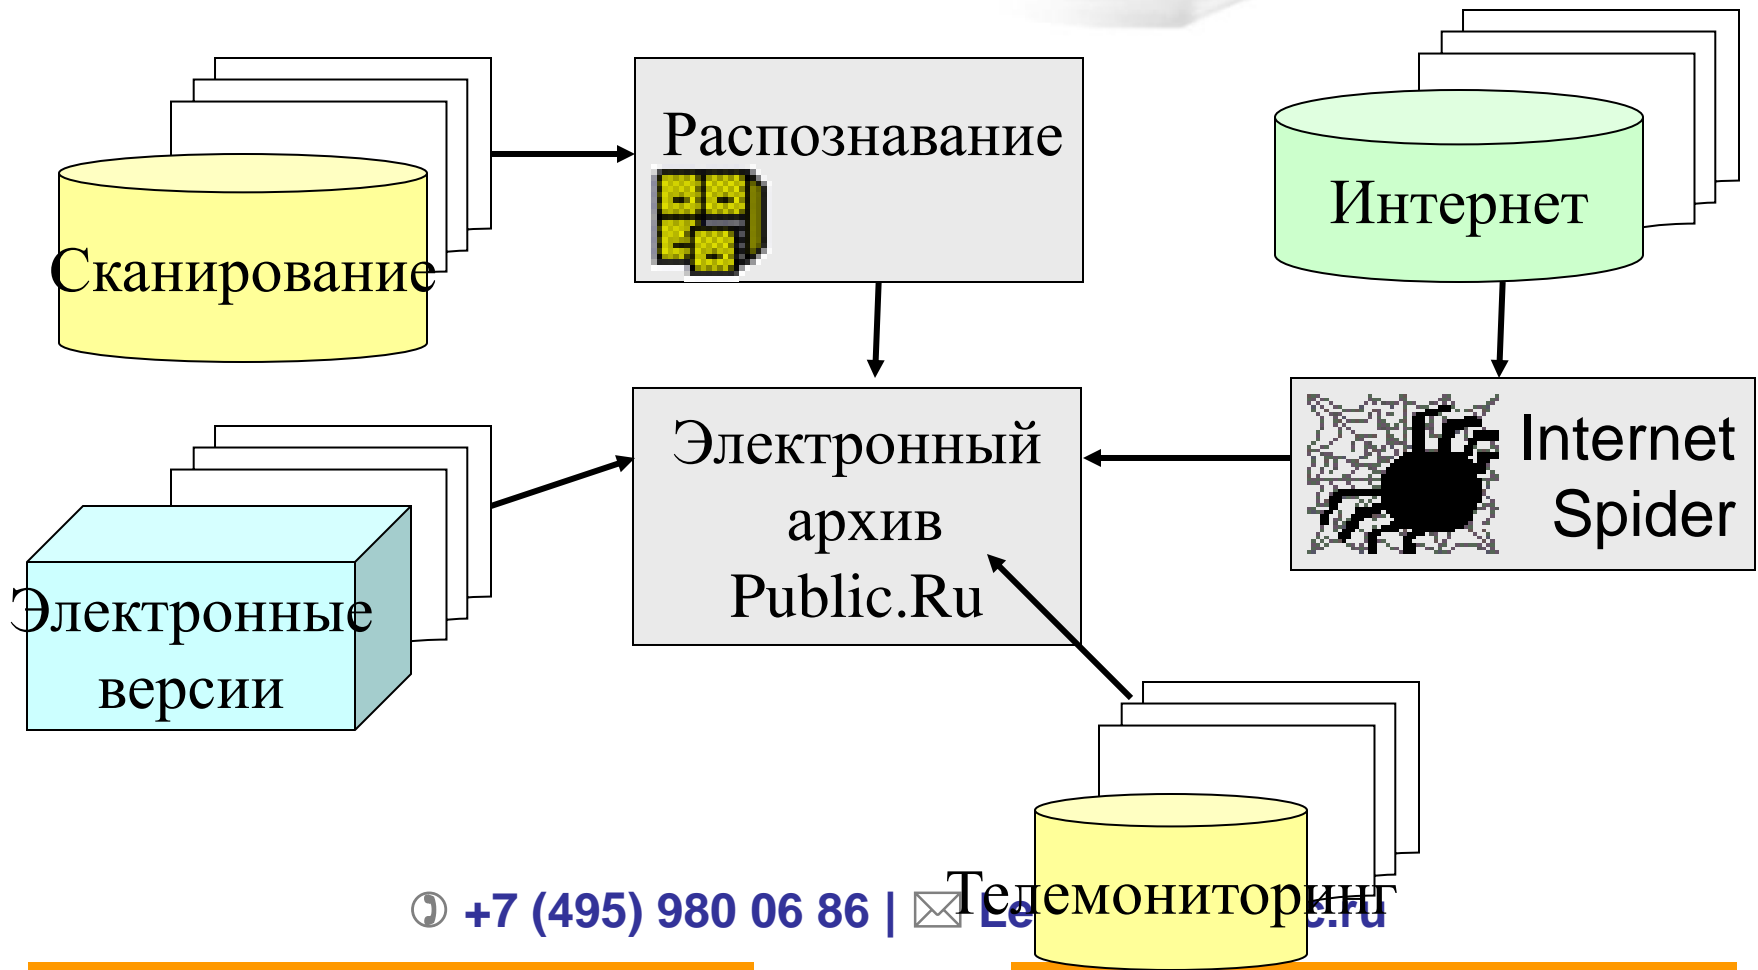 Распознавание
Интернет
Сканирование
Электронный
архив
Public.Ru
Internet
Spider
Электронные
версии
Телемониторинг
+7 (495) 980 06 86 |